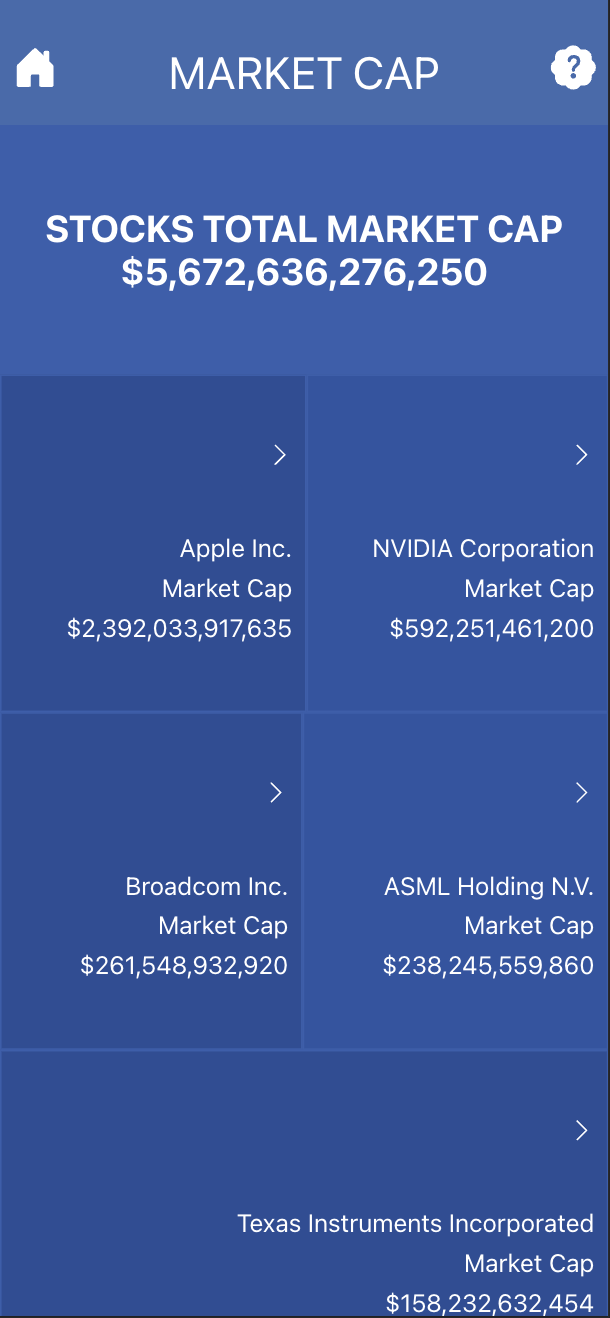 MARKET CAP
?
STOCKS TOTAL MARKET CAP
$5,672,636,276,250
Apple Inc.
Market Cap
$2,392,033,917,635
NVIDIA Corporation
Market Cap
$592,251,461,200
Broadcom Inc.
Market Cap
$261,548,932,920
ASML Holding N.V.
Market Cap
$238,245,559,860
Texas Instruments Incorporated
Market Cap
$158,232,632,454